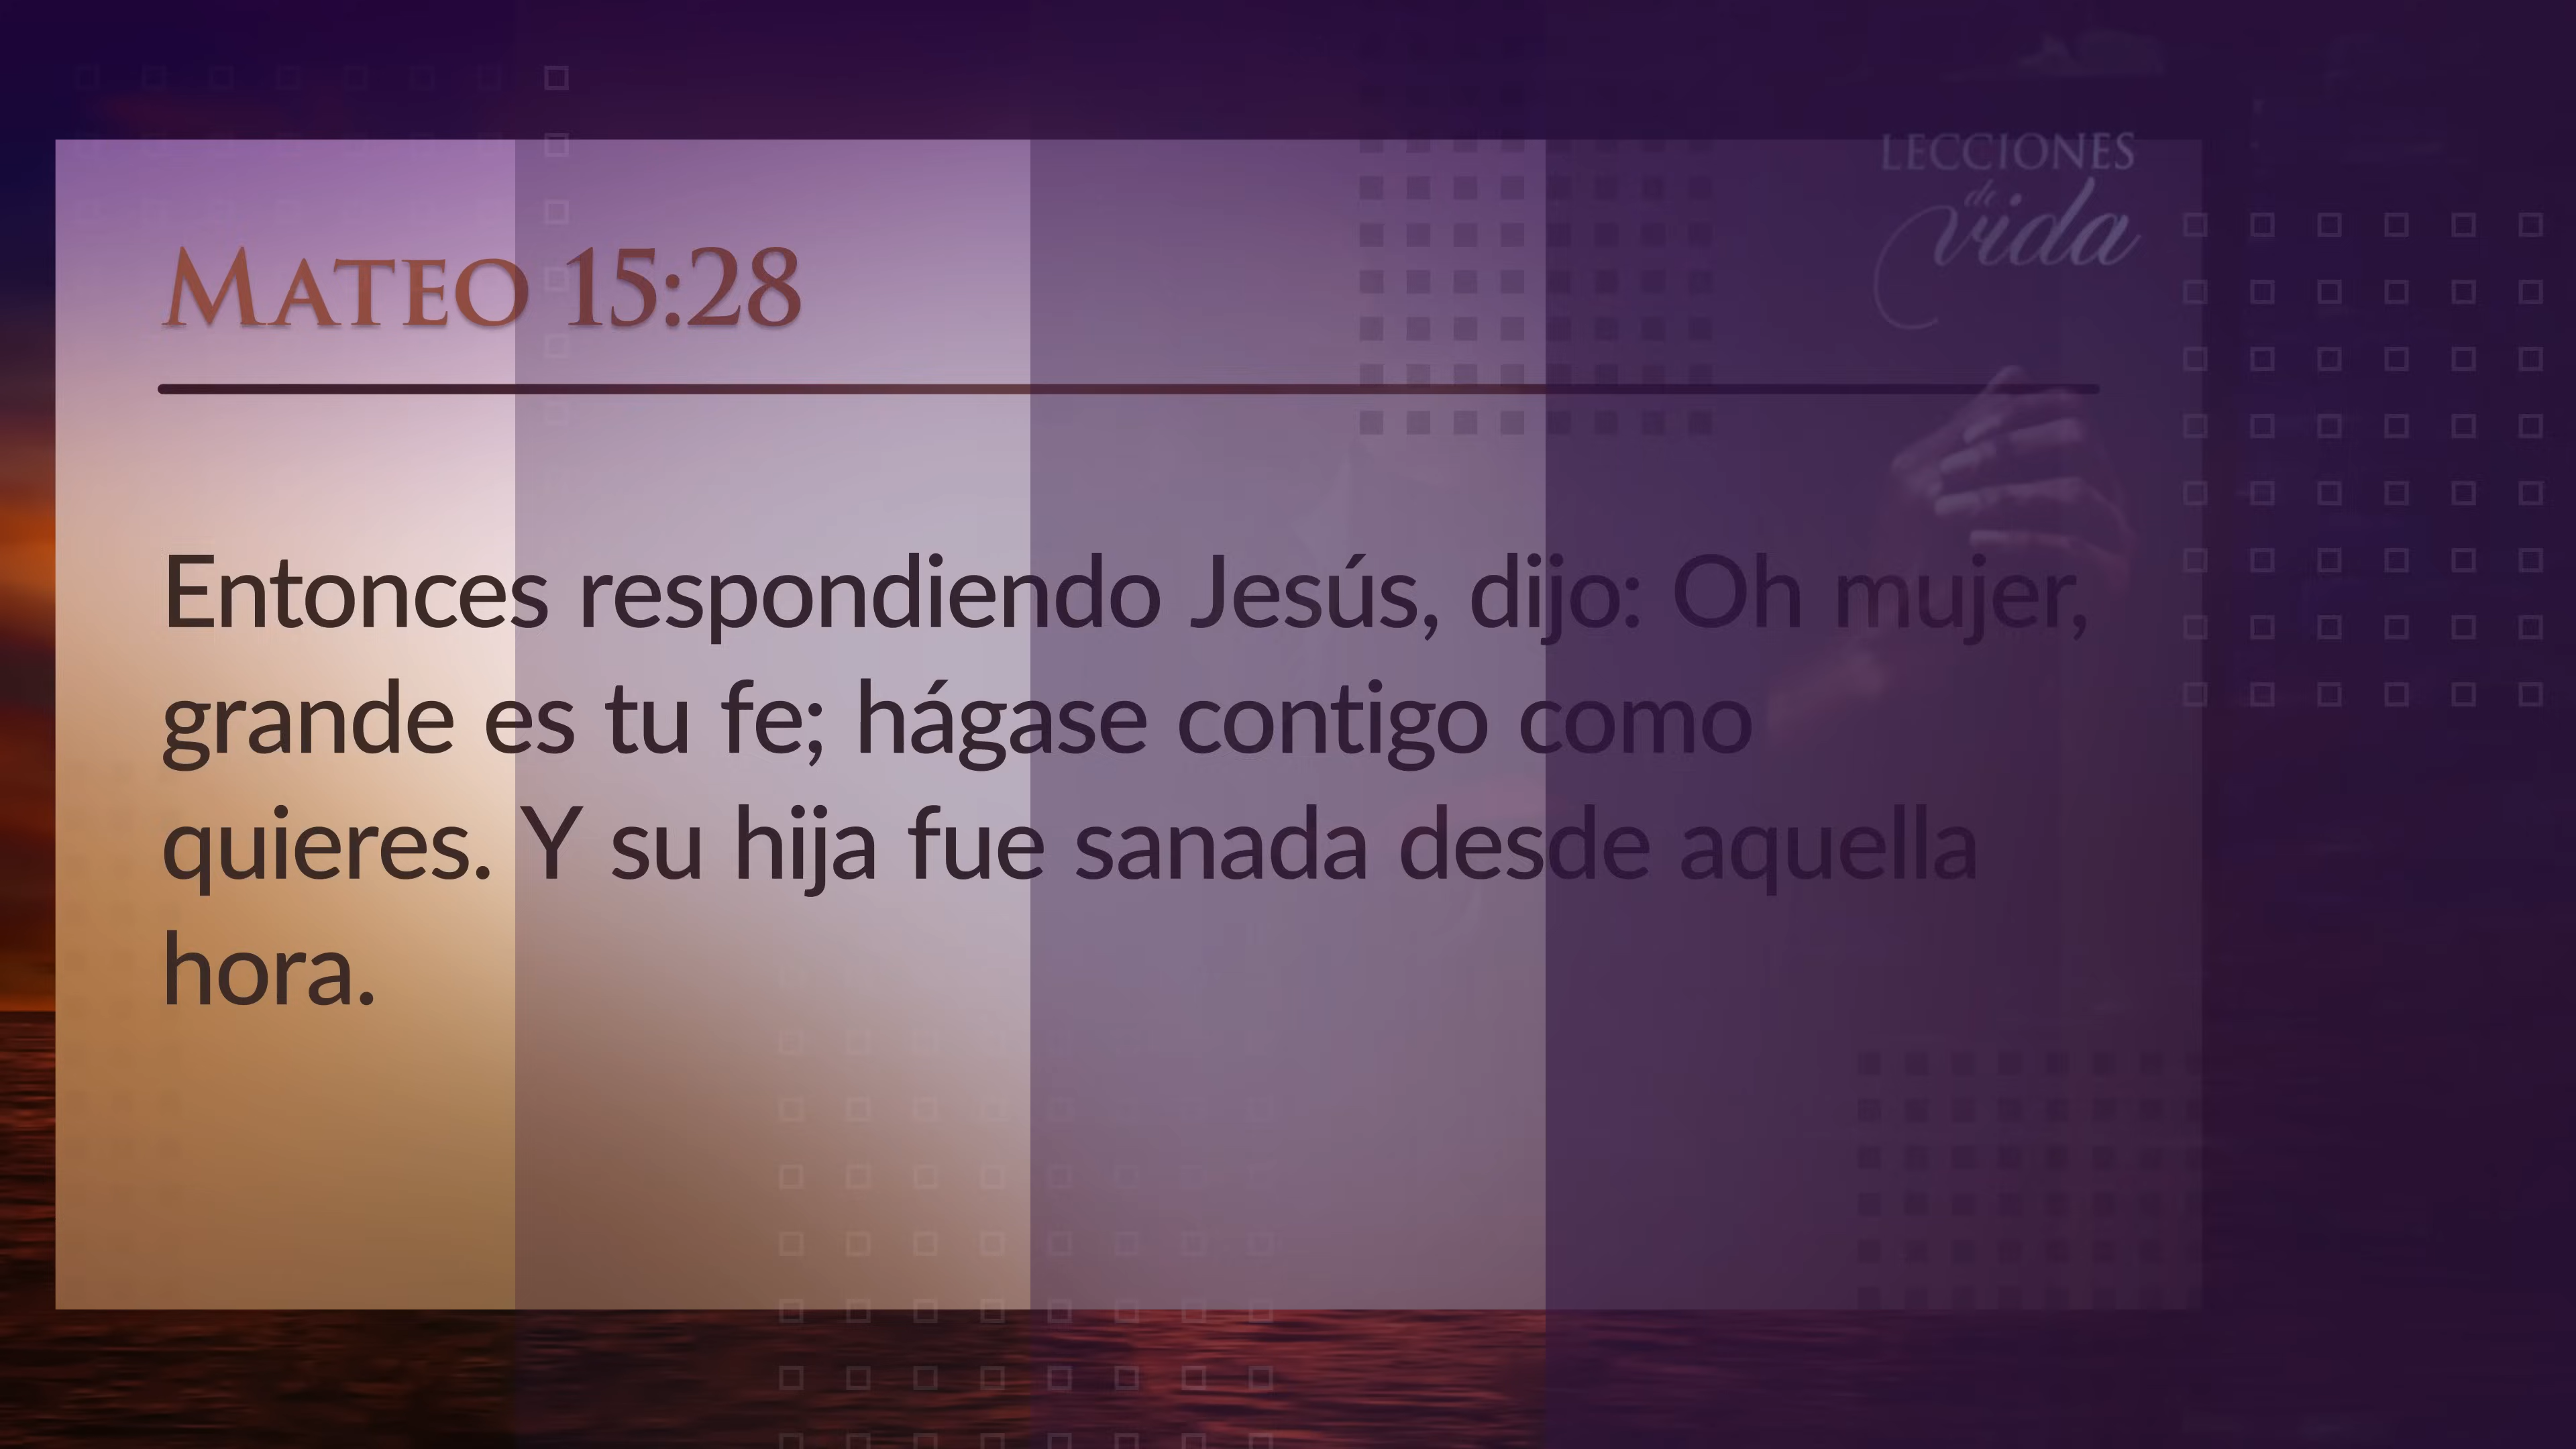 LECCIONES
de
vida
MATEO 15:28
Entonces respondiendo Jesús, dijo: Oh mujer,
grande es tu fe; hágase contigo como
quieres. Y su hija fue sanada desde aquella
hora.